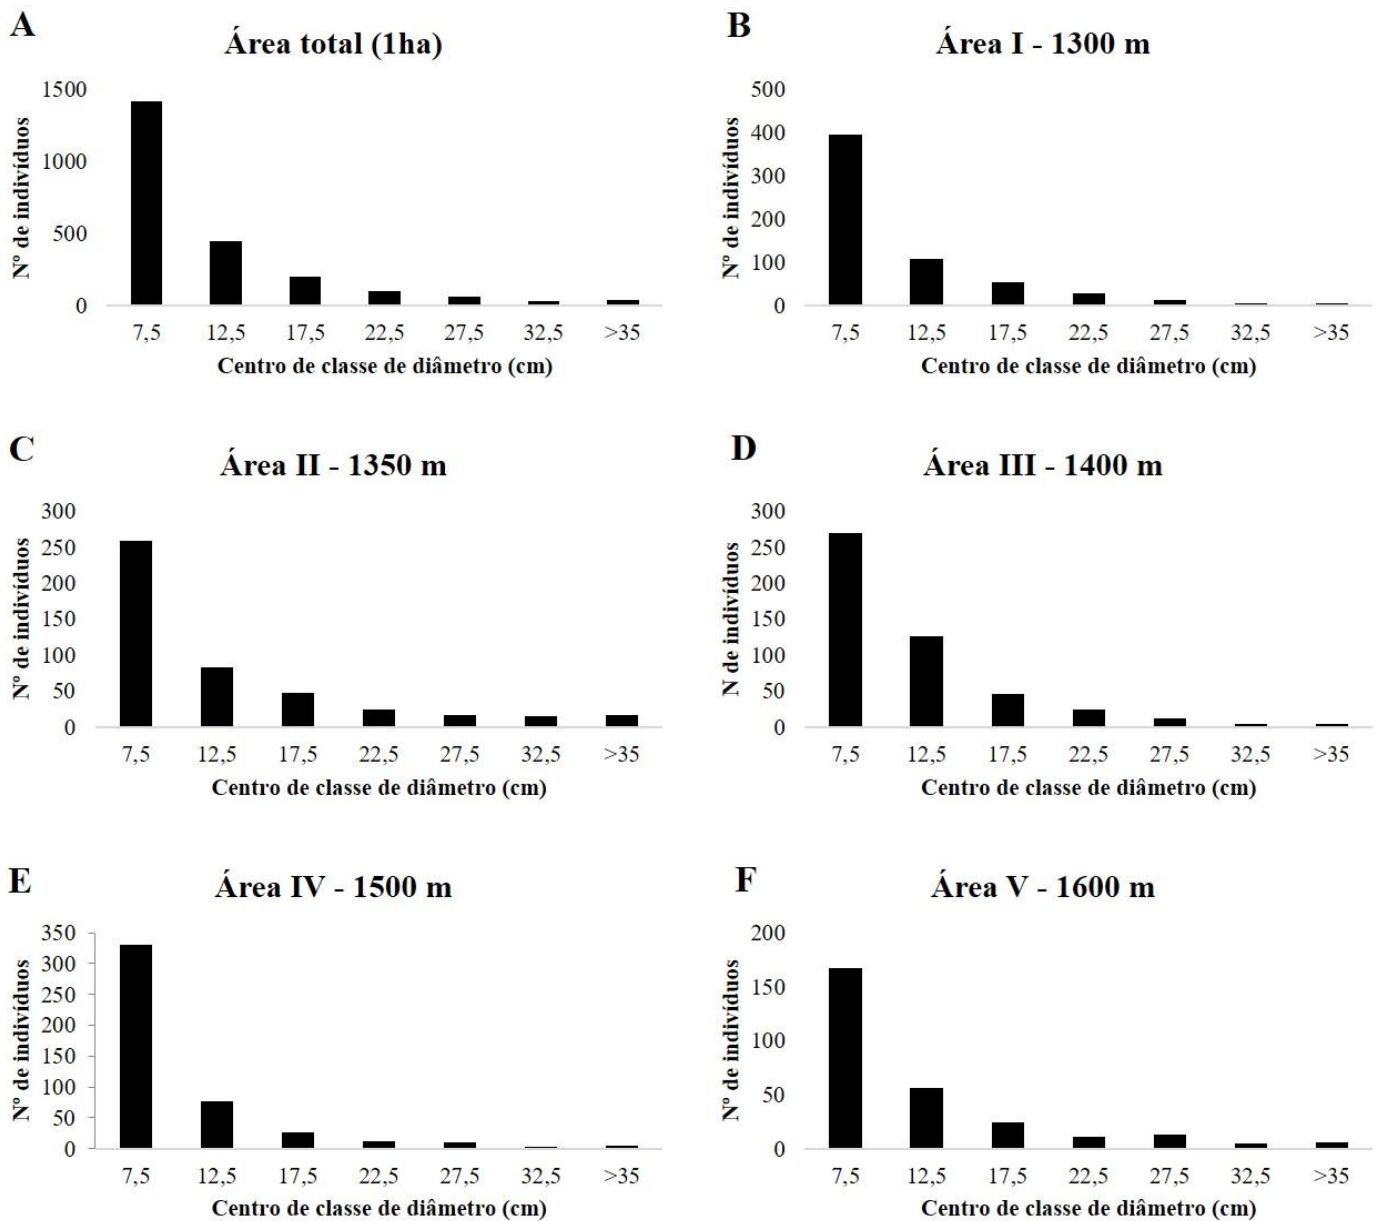 A
Área total (1ha)
Nº de indivíduos
1500
1000
500
0
7,5 12,5 17,5 22,5 27,5 32,5 >35
Centro de classe de diâmetro (cm)
B
Área I - 1300 m
Nº de indivíduos
500
400
300
200
100
0
7,5 12,5 17,5 22,5 27,5 32,5 >35
Centro de classe de diâmetro (cm)
C
Área II - 1350 m
Nº de indivíduos
300
250
200
150
100
50
0
7,5 12,5 17,5 22,5 27,5 32,5 >35
Centro de classe de diâmetro (cm)
D
Área III - 1400 m
N de indivíduos
300
250
200
150
100
50
0
7,5 12,5 17,5 22,5 27,5 32,5 >35
Centro de classe de diâmetro (cm)
E
Área IV - 1500 m
Nº de indivíduos
350
300
250
200
150
100
50
0
7,5 12,5 17,5 22,5 27,5 32,5 >35
Centro de classe de diâmetro (cm)
F
Área V - 1600 m
Nº de indivíduos
200
150
100
50
0
7,5 12,5 17,5 22,5 27,5 32,5 >35
Centro de classe de diâmetro (cm)